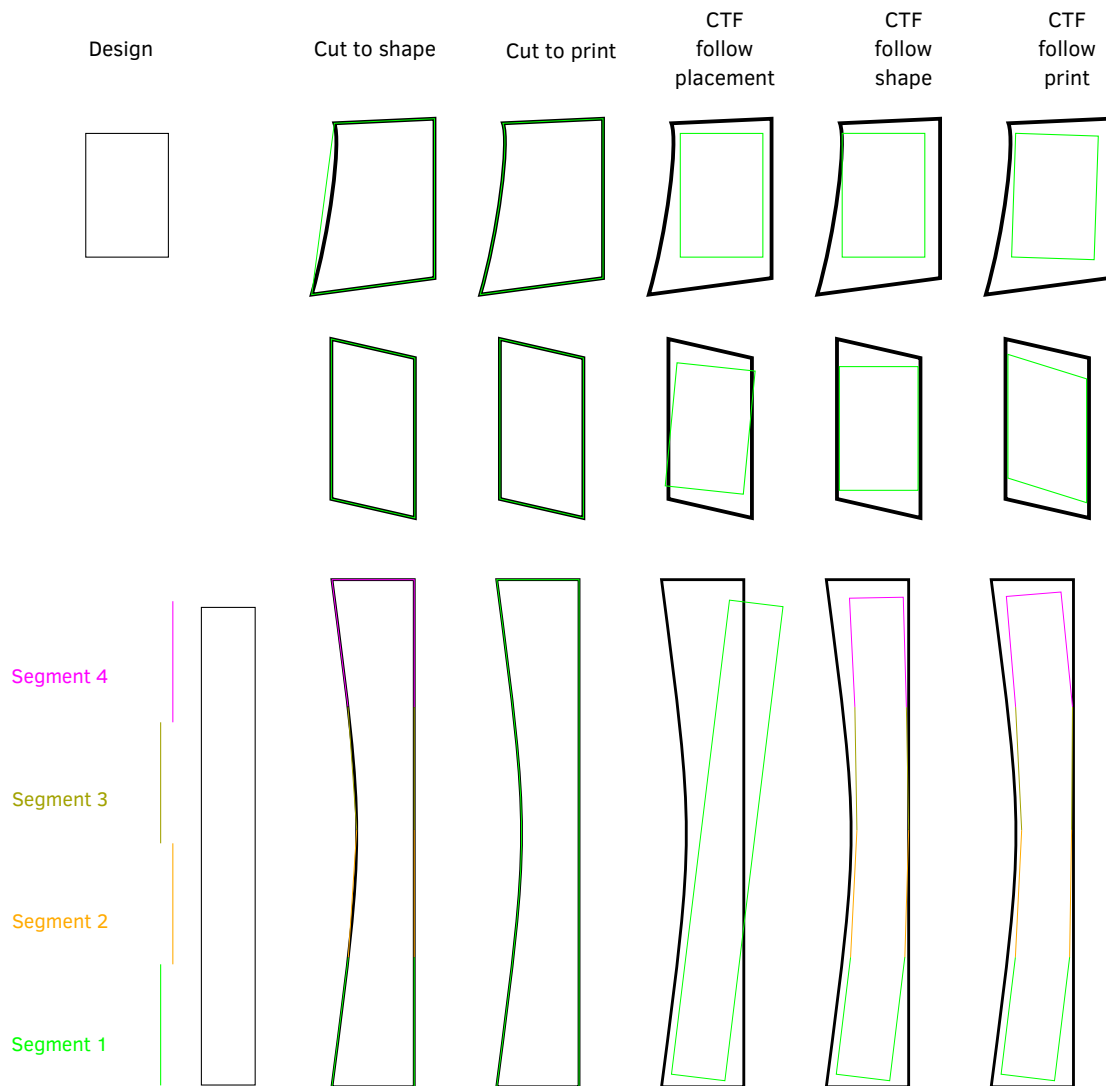 Design
Cut to shape
Cut to print
CTF
follow
placement
CTF
follow
shape
CTF
follow
print
Segment 4
Segment 3
Segment 2
Segment 1